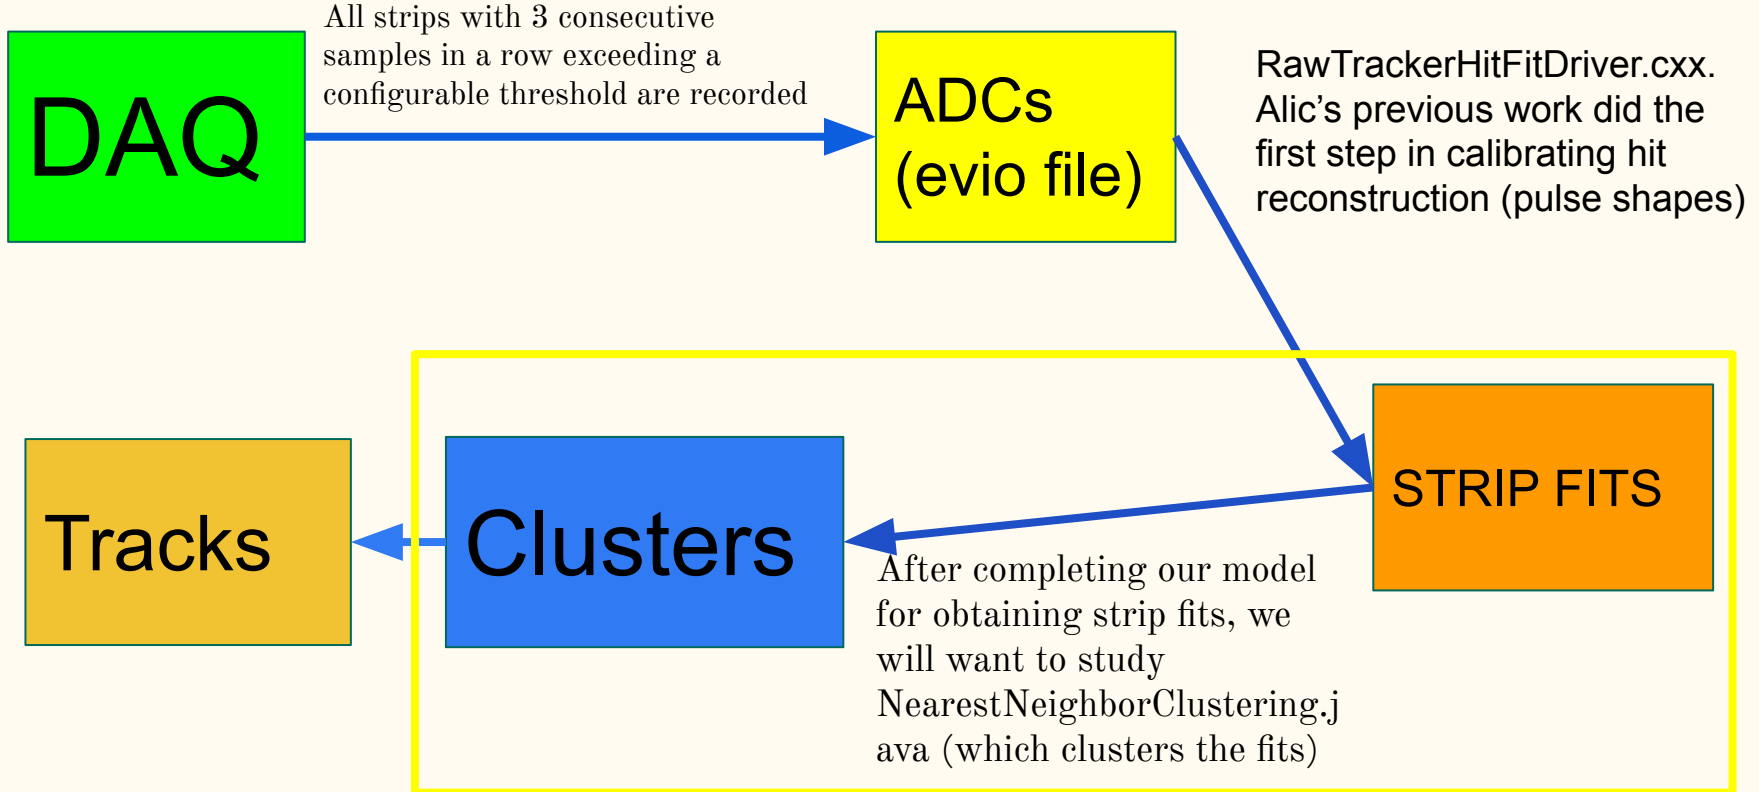 All strips with 3 consecutive
samples in a row exceeding a
configurable threshold are recorded
DAQ
ADCs
(evio file)
RawTrackerHitFitDriver.cxx.
Alic's previous work did the
first step in calibrating hit
reconstruction (pulse shapes)
STRIP FITS
Clusters
Tracks
After completing our model
for obtaining strip fits, we
will want to study
NearestNeighborClustering.j
ava (which clusters the fits)